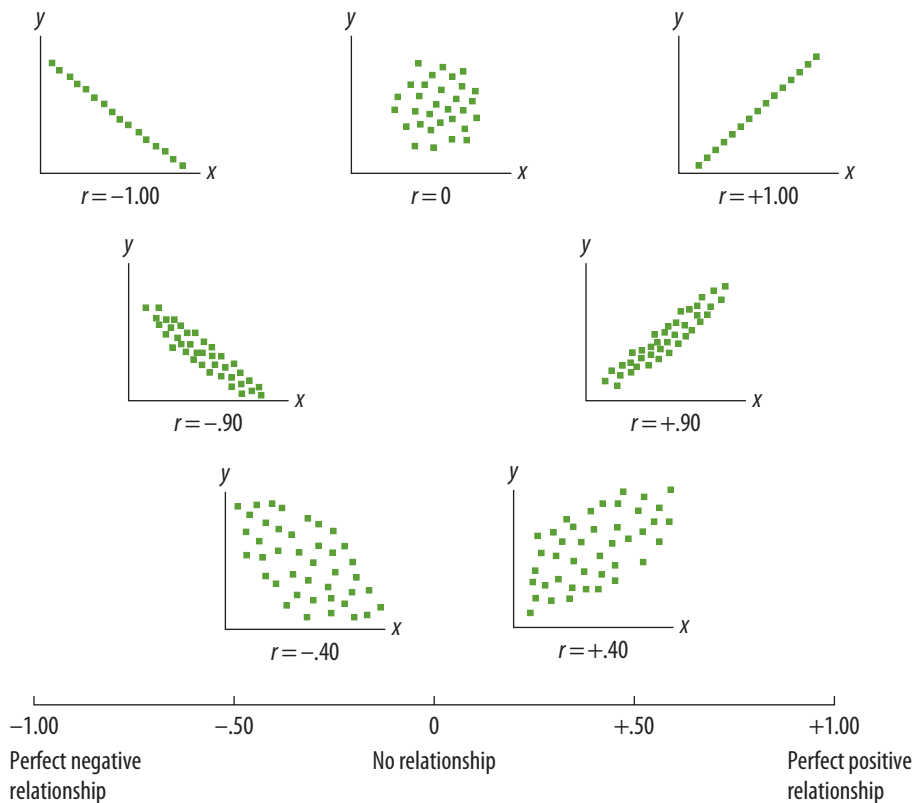 y
y
y
x
x
x
r = –1.00
r = 0
r = +1.00
y
y
x
x
r = –.90
r = +.90
y
y
x
x
r = –.40
r = +.40
–1.00
–.50
0
+.50
+1.00
Perfect negative
relationship
No relationship
Perfect positive
relationship